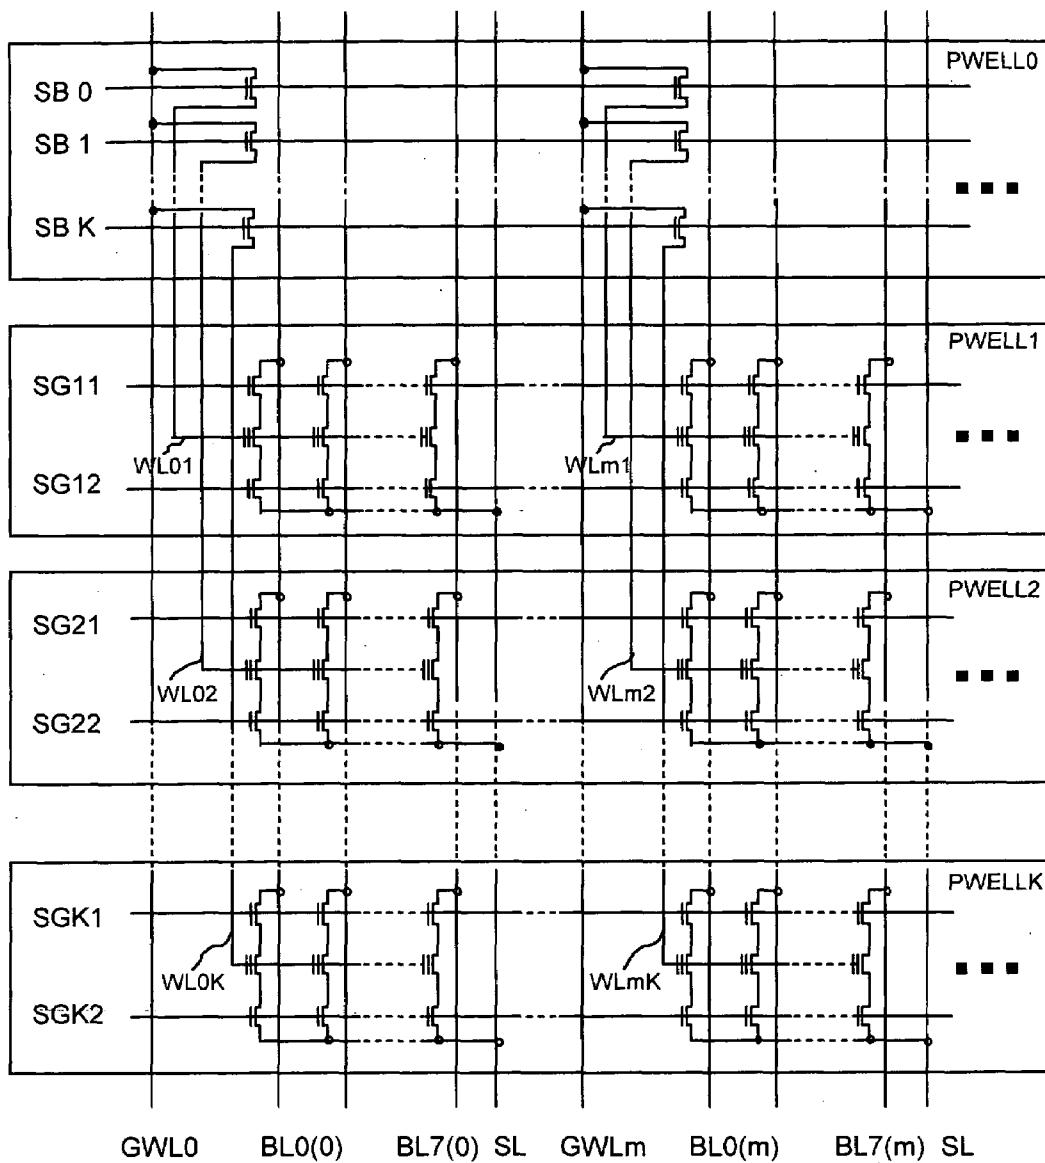 PWELL0
SB 0
SB 1
SB K
PWELL1
SG11
WL01
WLm1
SG12
PWELL2
SG21
WL02
WLm2
SG22
PWELLK
SGK1
WL0K
WLmK
SGK2
GWL0 BL0(0) BL7(0) SL GWLm BL0(m) BL7(m) SL